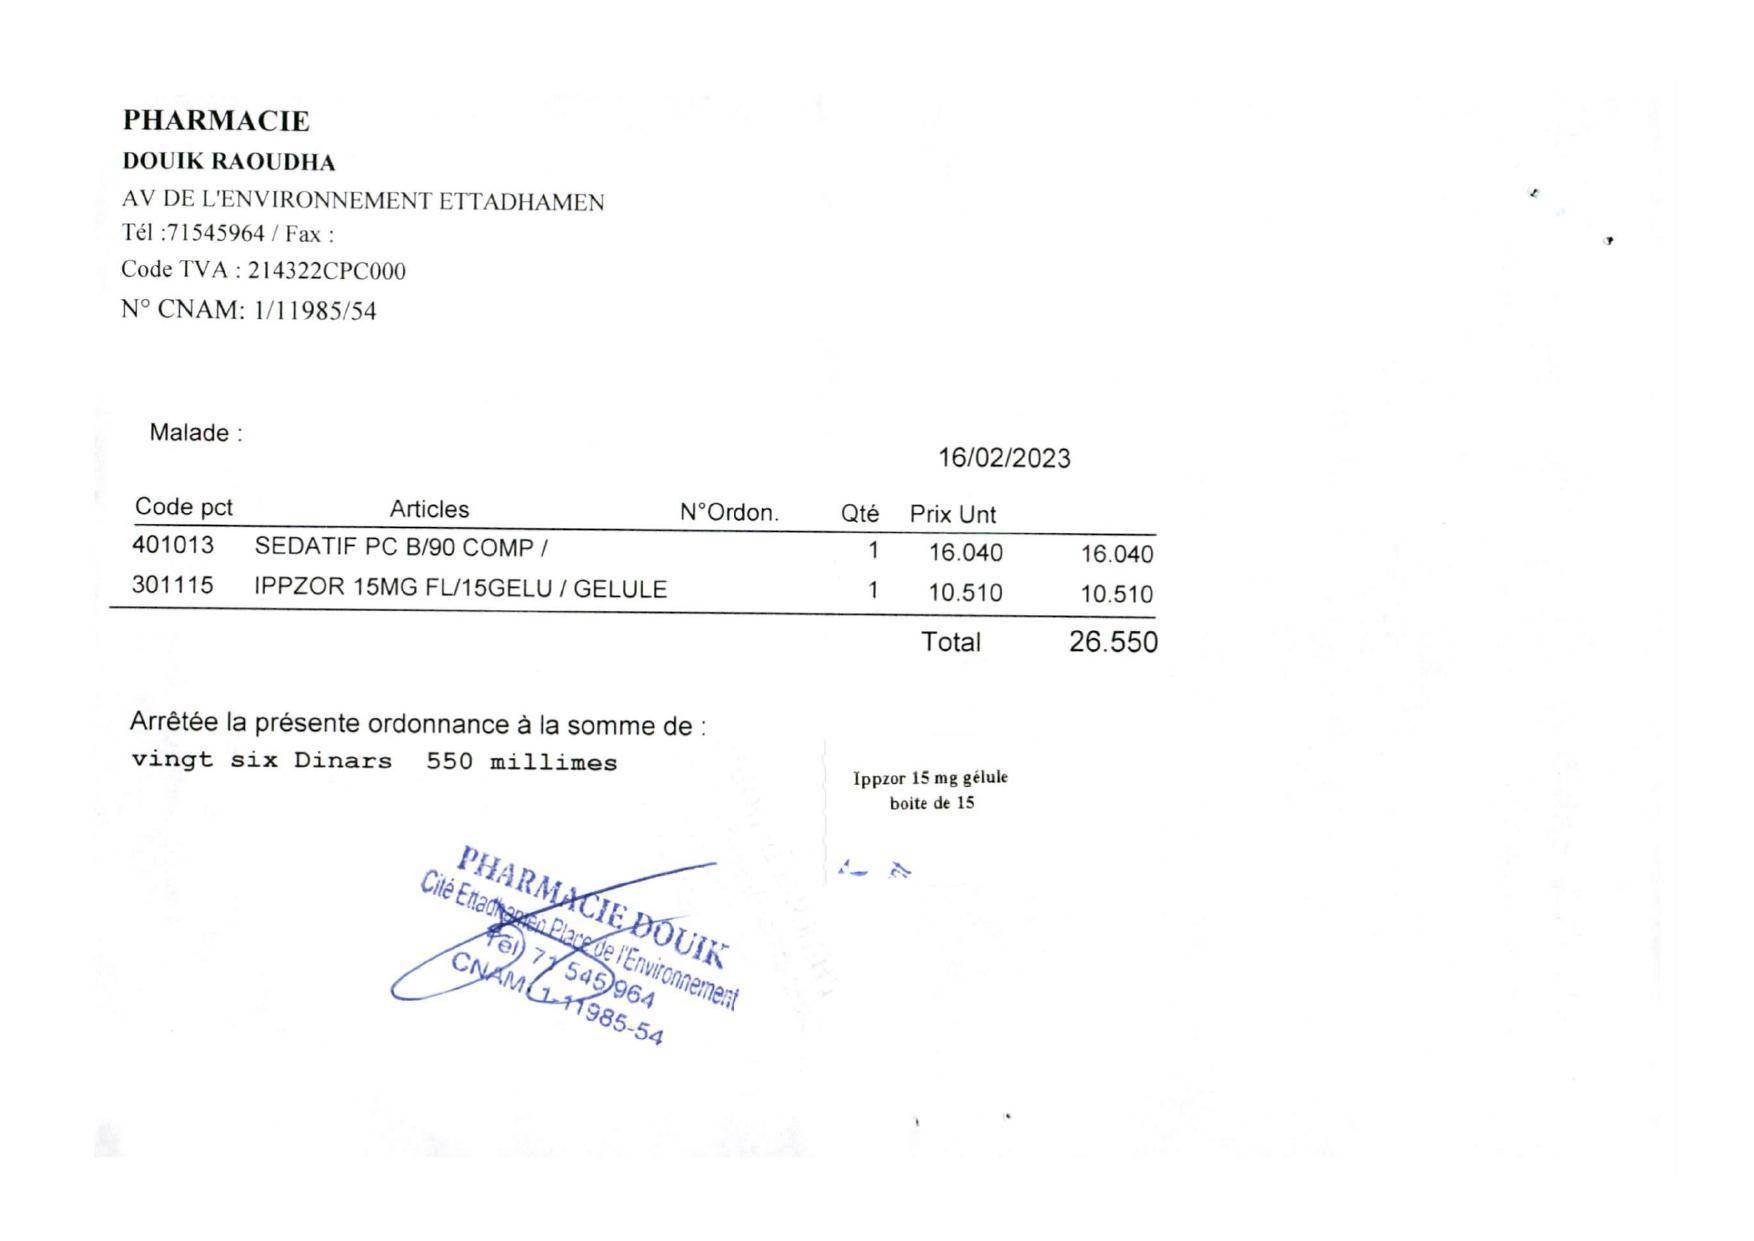 PHARMACIE
DOUIK RAOUDHA
AV DE L'ENVIRONNEMENT ETTADHAMEN
Tél :71545964 / Fax :
Code TVA : 214322CPC000
N° CNAM: 1/11985/54
Malade :
16/02/2023
Code pct Articles N°Ordon. Qté Prix Unt
401013 SEDATIF PC B/90 COMP / 1 16.040 16.040
301115 IPPZOR 15MG FL/15GELU / GELULE 1 10.510 10.510
Total 26.550
Arrêtée la présente ordonnance à la somme de :
vingt six Dinars 550 millimes
Ippzor 15 mg gélule
boite de 15
PHARMACIE DOUIK
Cité Ettadhamen Place de l'Environnement
Tél) 71 545 964
CNAM: 1-11985-54